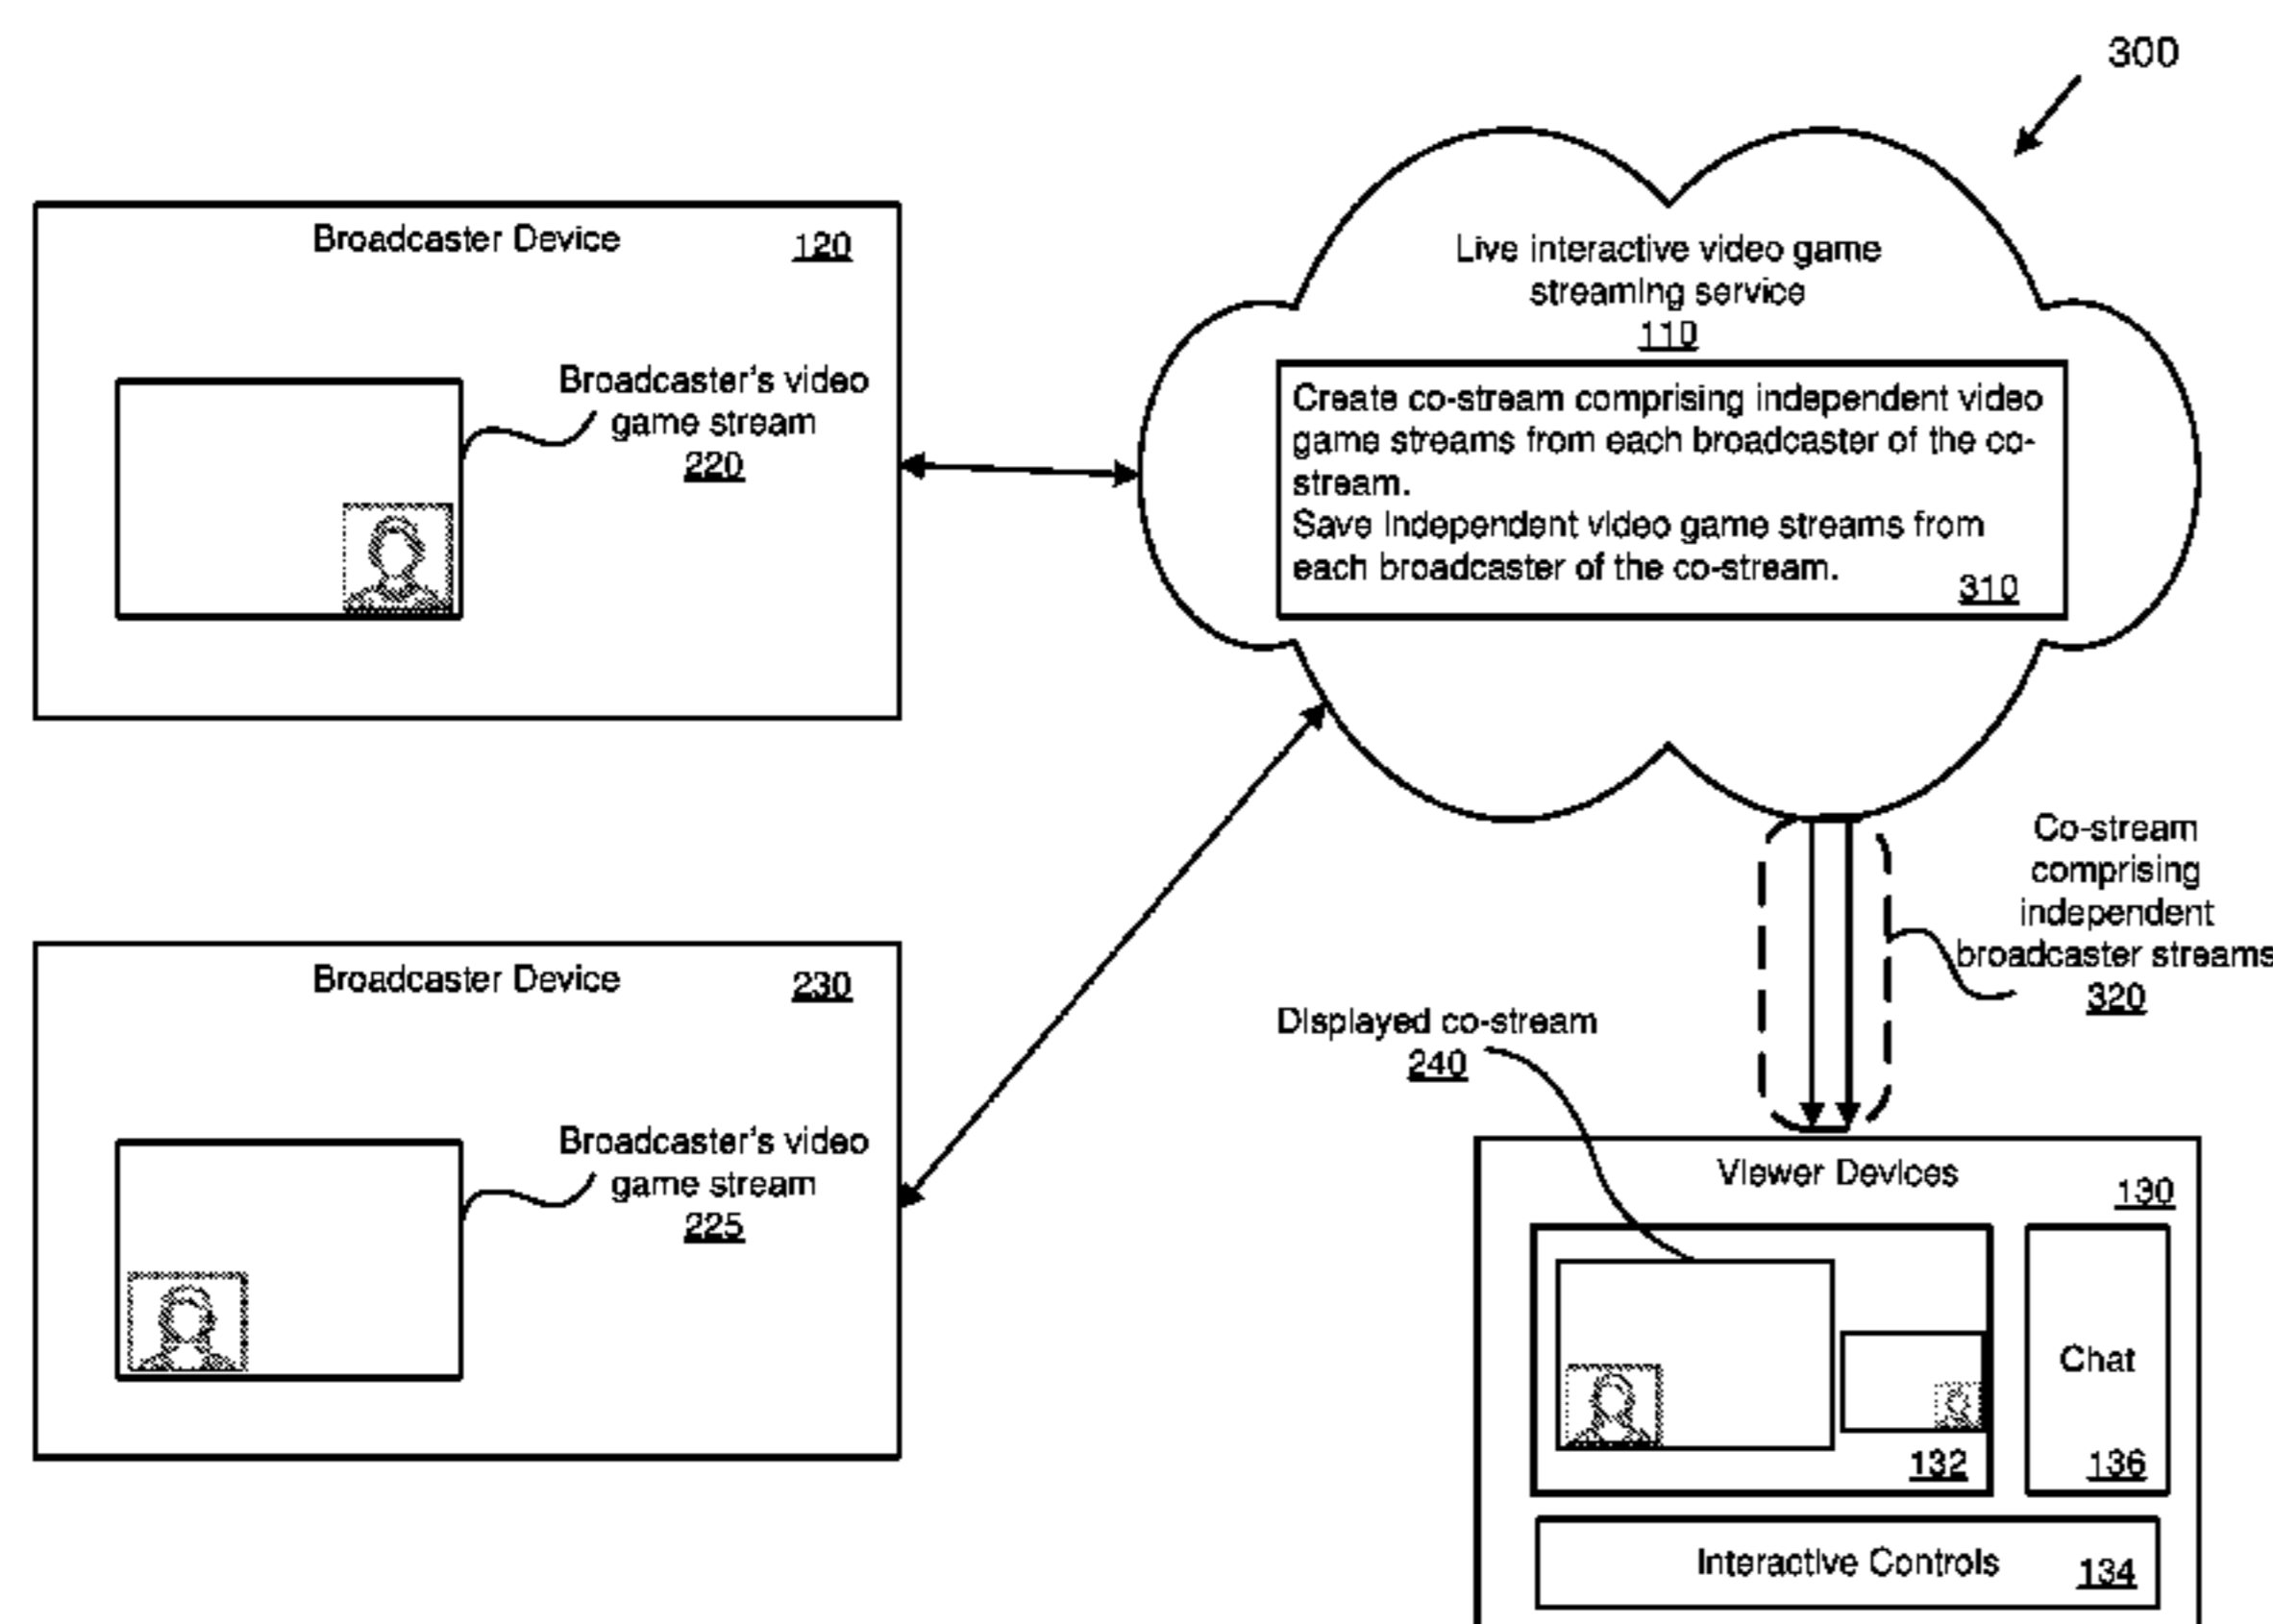 300
Broadcaster Device 120
Broadcaster's video
game stream
220
Live interactive video game
streaming service
110
Create co-stream comprising independent video
game streams from each broadcaster of the co-
stream.
Save independent video game streams from
each broadcaster of the co-stream.
310
Broadcaster Device 230
Broadcaster's video
game stream
225
Co-stream
comprising
independent
broadcaster streams
320
Displayed co-stream
240
Viewer Devices 130
132
Chat
136
Interactive Controls 134